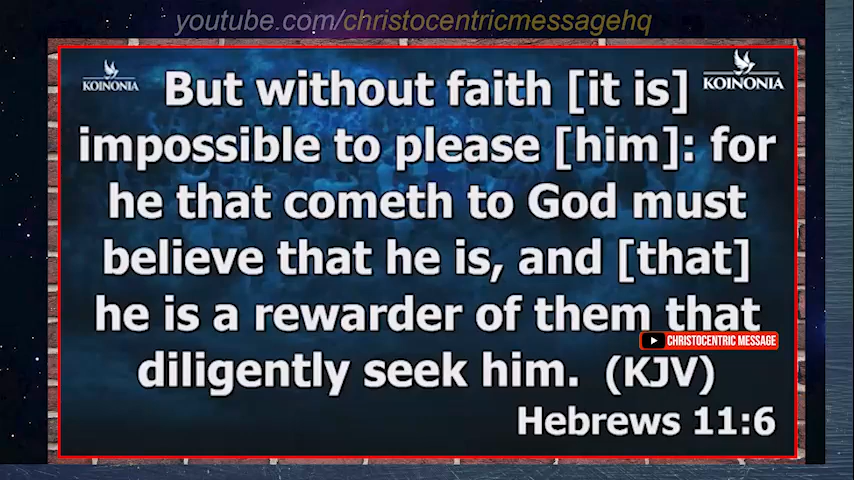 youtube.com/christocentricmessagehq
KOINONIA
KOINONIA
But without faith [it is]
impossible to please [him]: for
he that cometh to God must
believe that he is, and [that]
he is a rewarder of them that
CHRISTOCENTRIC MESSAGE
diligently seek him. (KJV)
Hebrews 11:6